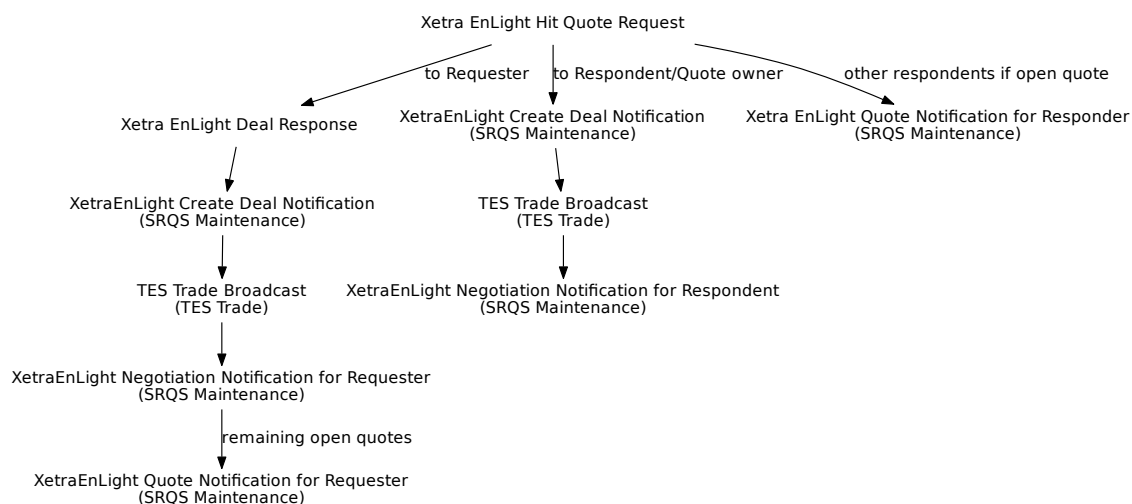 Xetra EnLight Hit Quote Request
to Requester
to Respondent/Quote owner
other respondents if open quote
Xetra EnLight Deal Response
XetraEnLight Create Deal Notification
(SRQS Maintenance)
Xetra EnLight Quote Notification for Responder
(SRQS Maintenance)
XetraEnLight Create Deal Notification
(SRQS Maintenance)
TES Trade Broadcast
(TES Trade)
TES Trade Broadcast
(TES Trade)
XetraEnLight Negotiation Notification for Respondent
(SRQS Maintenance)
XetraEnLight Negotiation Notification for Requester
(SRQS Maintenance)
remaining open quotes
XetraEnLight Quote Notification for Requester
(SRQS Maintenance)